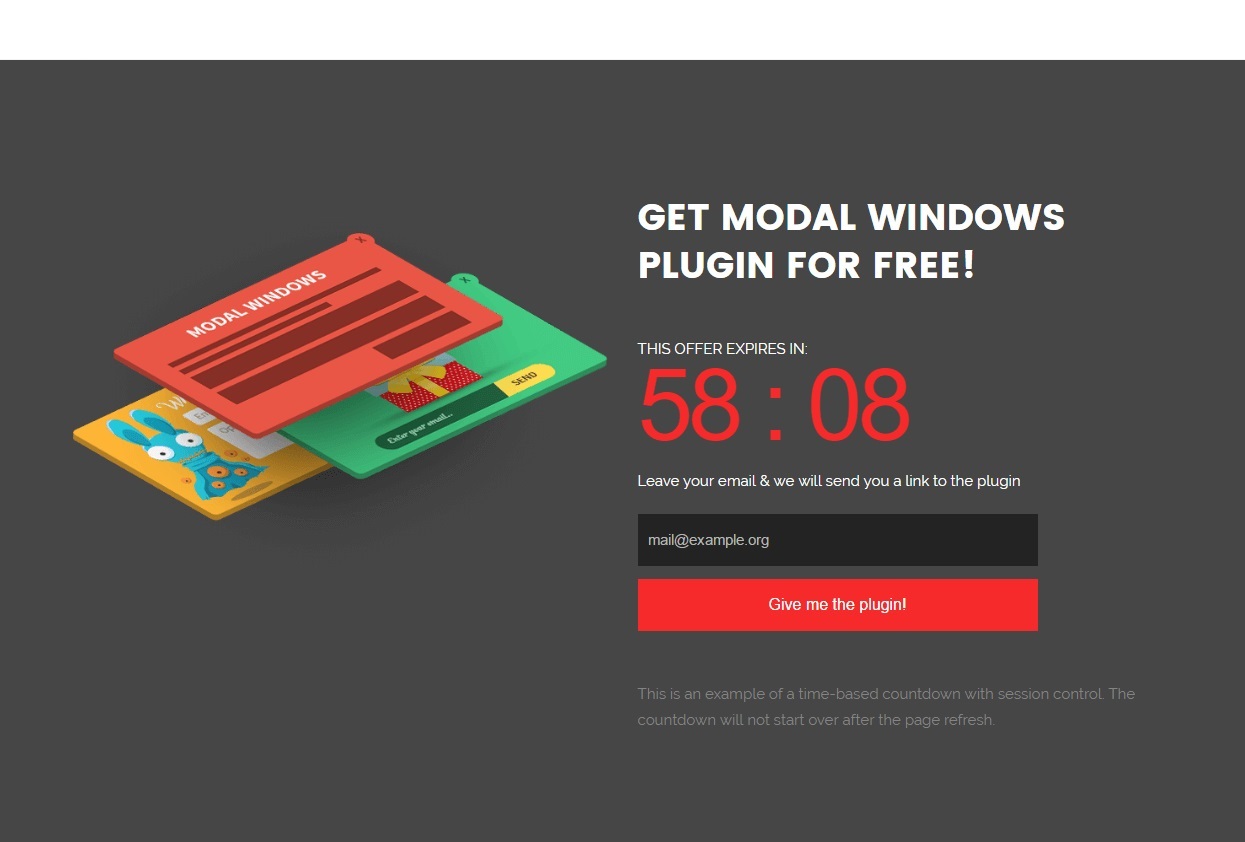 GET MODAL WINDOWS
PLUGIN FOR FREE!
THIS OFFER EXPIRES IN:
58 : 08
Leave your email & we will send you a link to the plugin
mail@example.org
Give me the plugin!
This is an example of a time-based countdown with session control. The
countdown will not start over after the page refresh.
X
MODAL WINDOWS
X
SEND
Enter your email...